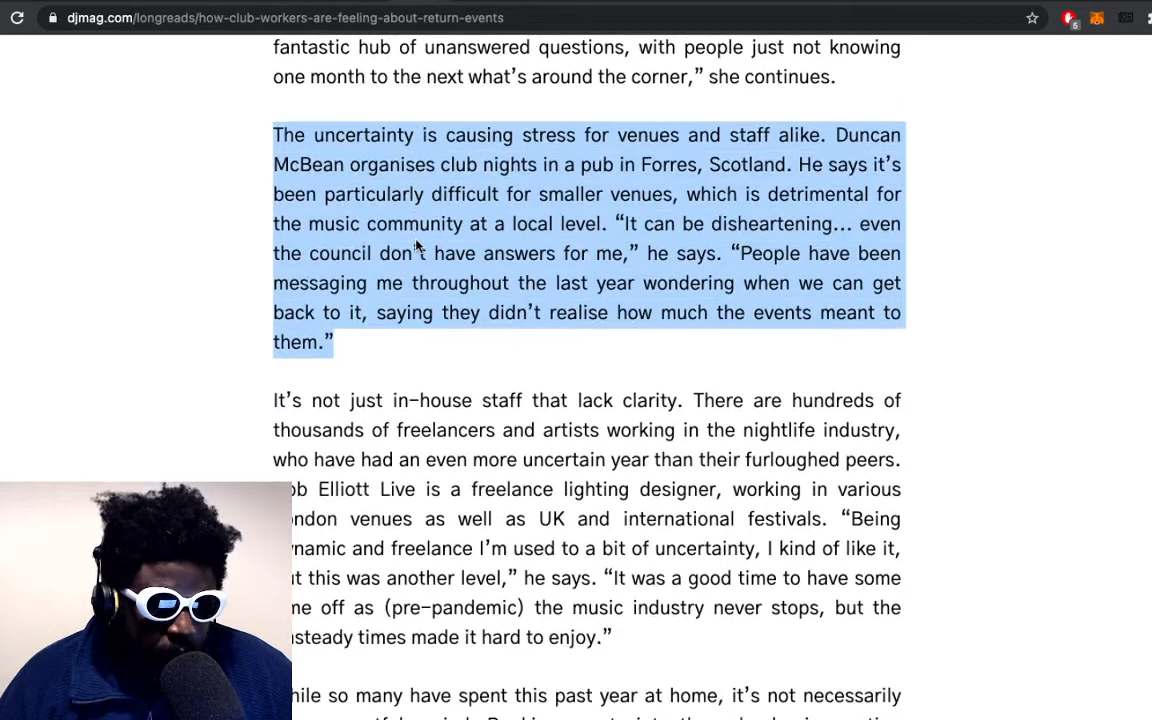 djmag.com/longreads/how-club-workers-are-feeling-about-return-events
5
fantastic hub of unanswered questions, with people just not knowing
one month to the next what’s around the corner,” she continues.
The uncertainty is causing stress for venues and staff alike. Duncan
McBean organises club nights in a pub in Forres, Scotland. He says it’s
been particularly difficult for smaller venues, which is detrimental for
the music community at a local level. “It can be disheartening… even
the council don’t have answers for me,” he says. “People have been
messaging me throughout the last year wondering when we can get
back to it, saying they didn’t realise how much the events meant to
them.”
It’s not just in-house staff that lack clarity. There are hundreds of
thousands of freelancers and artists working in the nightlife industry,
who have had an even more uncertain year than their furloughed peers.
Elliott Live is a freelance lighting designer, working in various
venues as well as UK and international festivals. “Being
and freelance I’m used to a bit of uncertainty, I kind of like it,
this was another level,” he says. “It was a good time to have some
off as (pre-pandemic) the music industry never stops, but the
times made it hard to enjoy.”
so many have spent this past year at home, it’s not necessarily